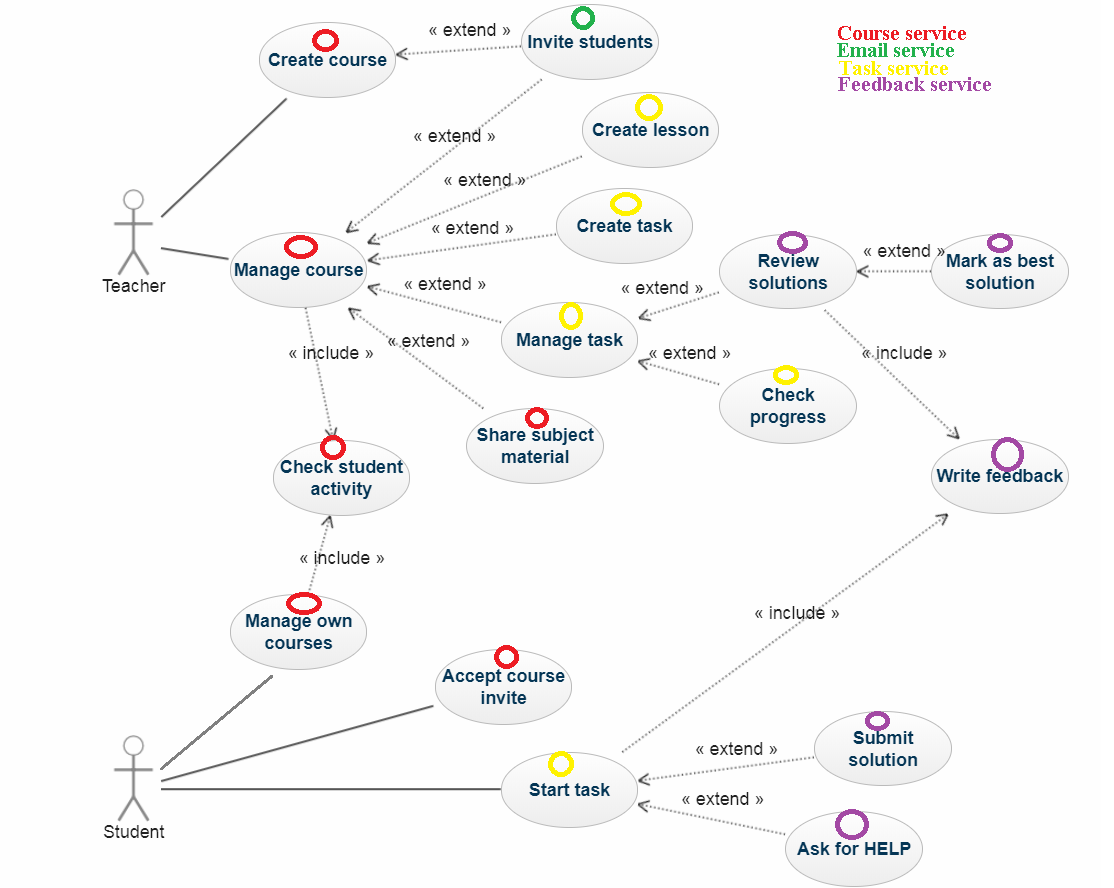 « extend »
Invite students
Create course
Course service
Email service
Task service
Feedback service
« extend »
Create lesson
« extend »
« extend »
Create task
Teacher
Manage course
« extend »
Manage task
« extend »
Review
solutions
« extend »
Mark as best
solution
« include »
« extend »
« extend »
Check
progress
« include »
Share subject
material
Check student
activity
Write feedback
« include »
Manage own
courses
« include »
Accept course
invite
Student
Start task
« extend »
Submit
solution
« extend »
Ask for HELP